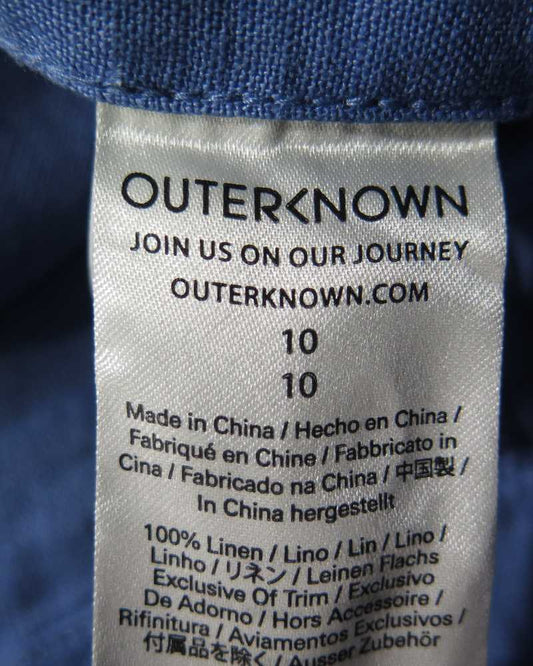 OUTERKNOWN
JOIN US ON OUR JOURNEY
OUTERKNOWN.COM
10
10
Made in China / Hecho en China /
Fabriqué en Chine / Fabbricato in
Cina / Fabricado na China / 中国製 /
In China hergestellt
100% Linen / Lino / Lin / Lino /
Linho / リネン / Leinen Flachs
Exclusive Of Trim / Exclusivo
De Adorno / Hors Accessoire /
Rifinitura / Aviamentos Exclusivos /
付属品を除く / Ausser Zubehör